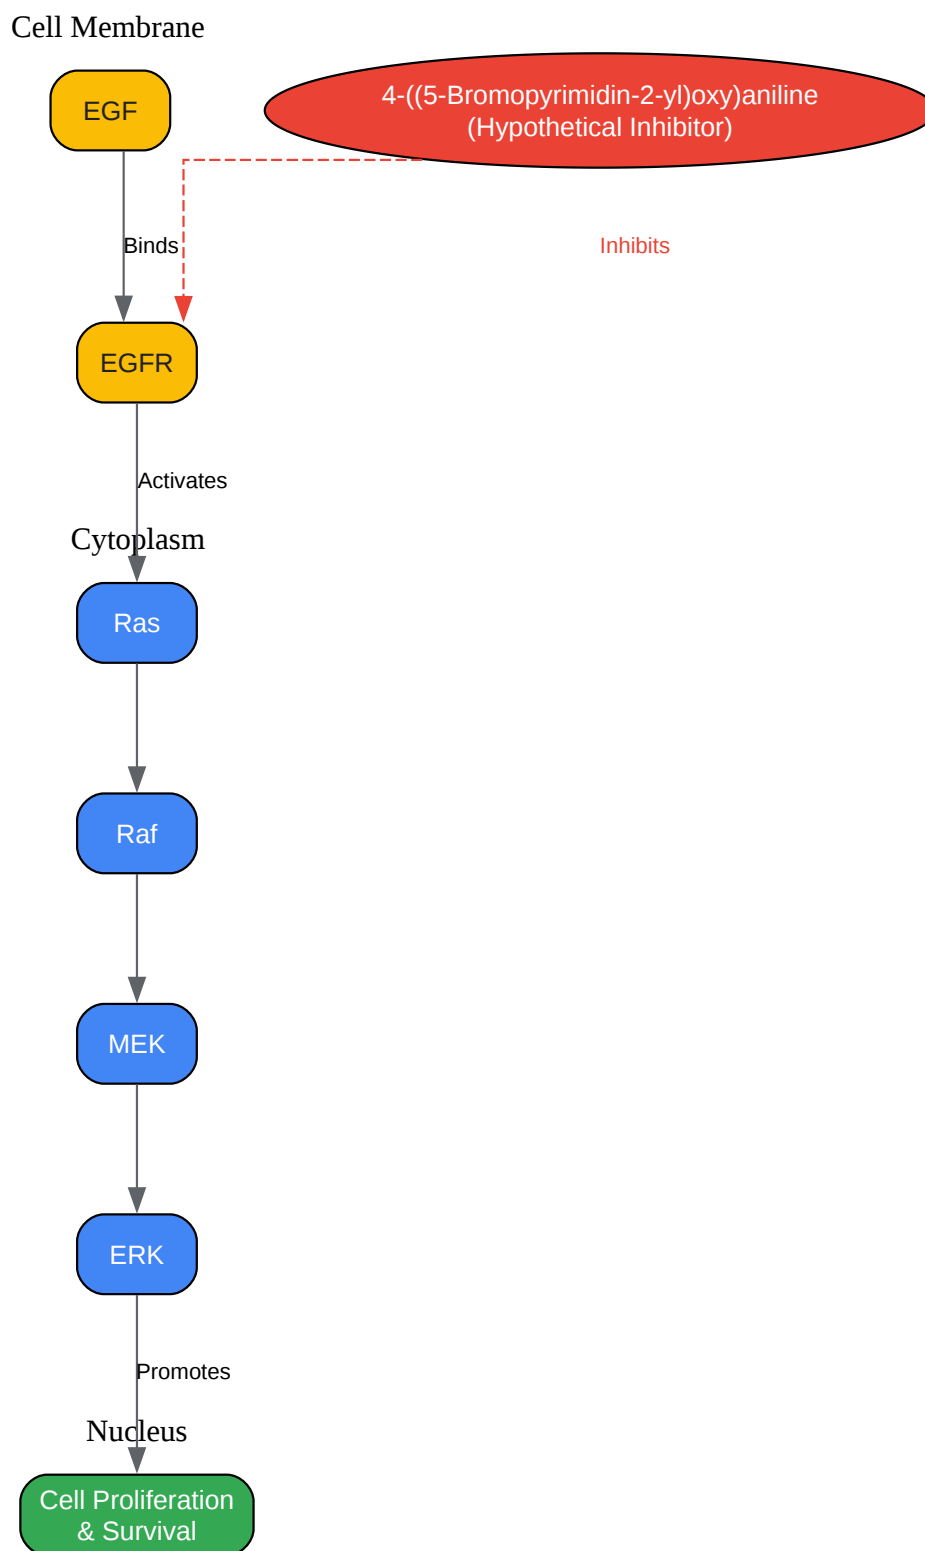 Cell Membrane
EGF
4-((5-Bromopyrimidin-2-yl)oxy)aniline
(Hypothetical Inhibitor)
Binds
Inhibits
EGFR
Activates
Cytoplasm
Ras
Raf
MEK
ERK
Promotes
Nucleus
Cell Proliferation
& Survival